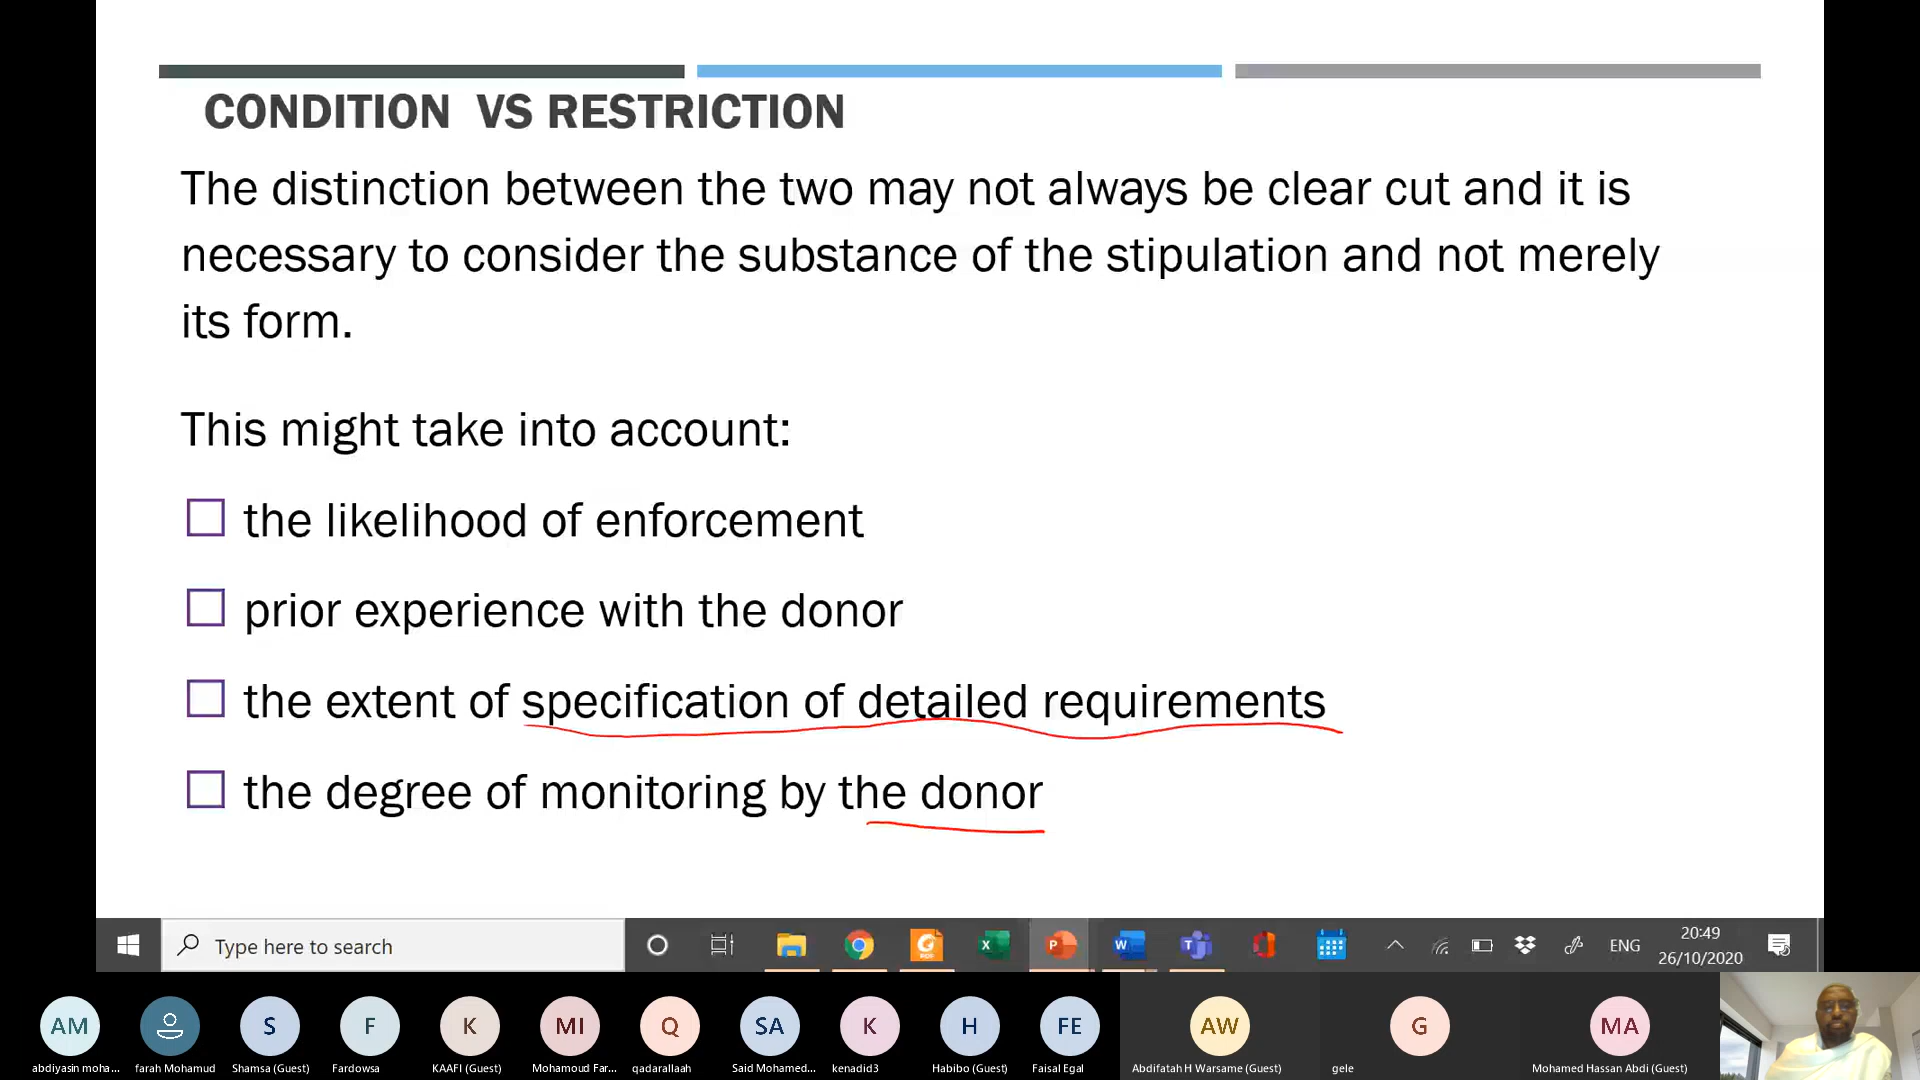 CONDITION VS RESTRICTION
The distinction between the two may not always be clear cut and it is
necessary to consider the substance of the stipulation and not merely
its form.
This might take into account:
the likelihood of enforcement
prior experience with the donor
the extent of specification of detailed requirements
the degree of monitoring by the donor
Type here to search
ENG
20:49
26/10/2020
AM
S
F
K
MI
Q
SA
K
H
FE
AW
G
MA
abdiyasin moha...
farah Mohamud
Shamsa (Guest)
Fardowsa
KAAFI (Guest)
Mohamoud Far...
qadarallaah
Said Mohamed...
kenadid3
Habibo (Guest)
Faisal Egal
Abdifatah H Warsame (Guest)
gele
Mohamed Hassan Abdi (Guest)